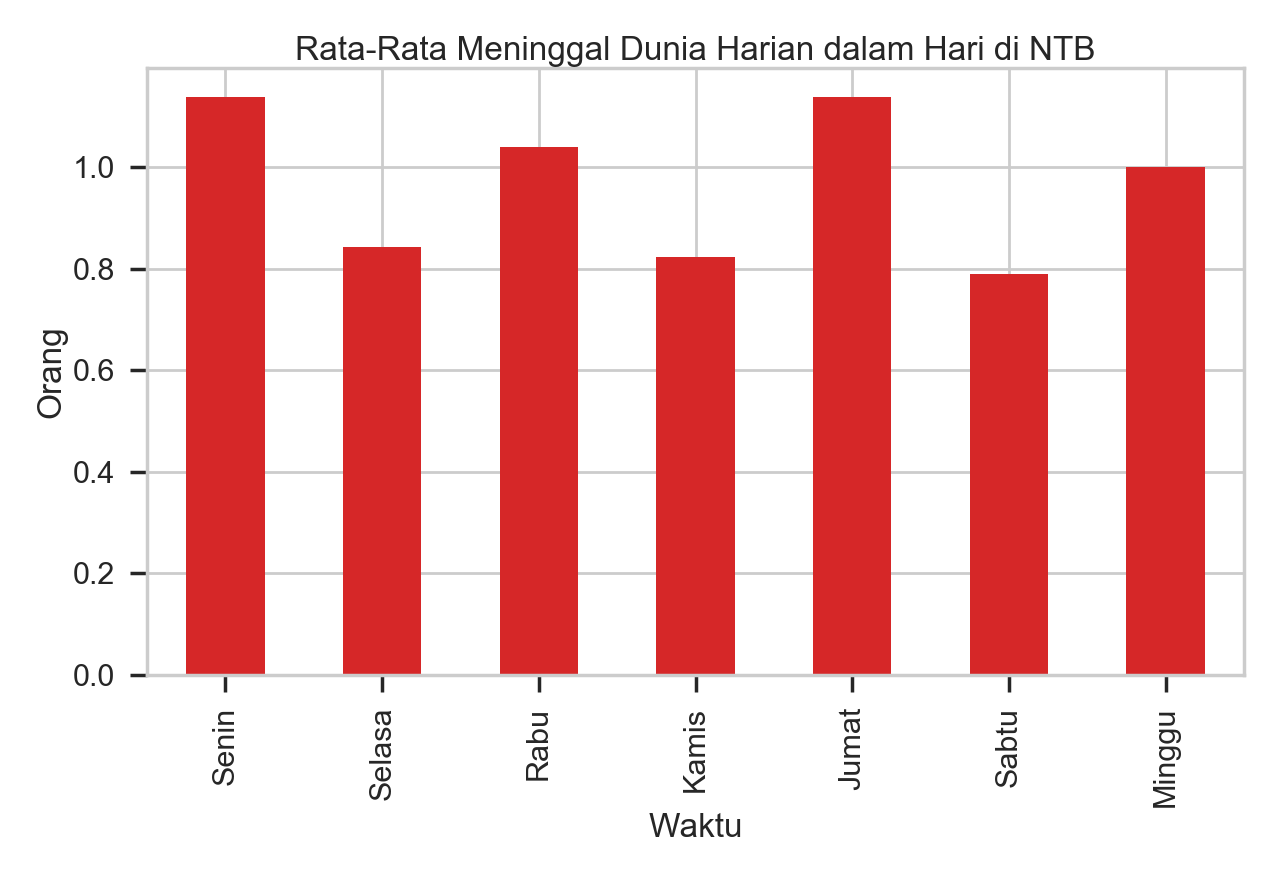 Rata-Rata Meninggal Dunia Harian dalam Hari di NTB
Orang
1.0
0.8
0.6
0.4
0.2
0.0
Senin
Selasa
Rabu
Kamis
Jumat
Sabtu
Minggu
Waktu